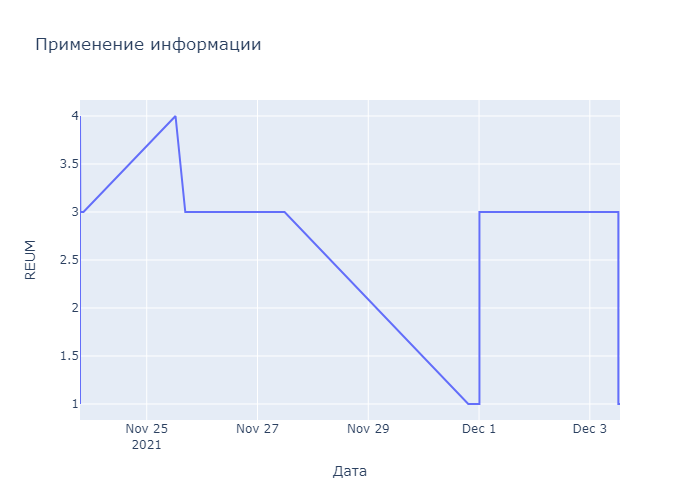 Применение информации
4
3.5
3
2.5
2
1.5
1
REUM
Nov 25
2021
Nov 27
Nov 29
Dec 1
Dec 3
Дата